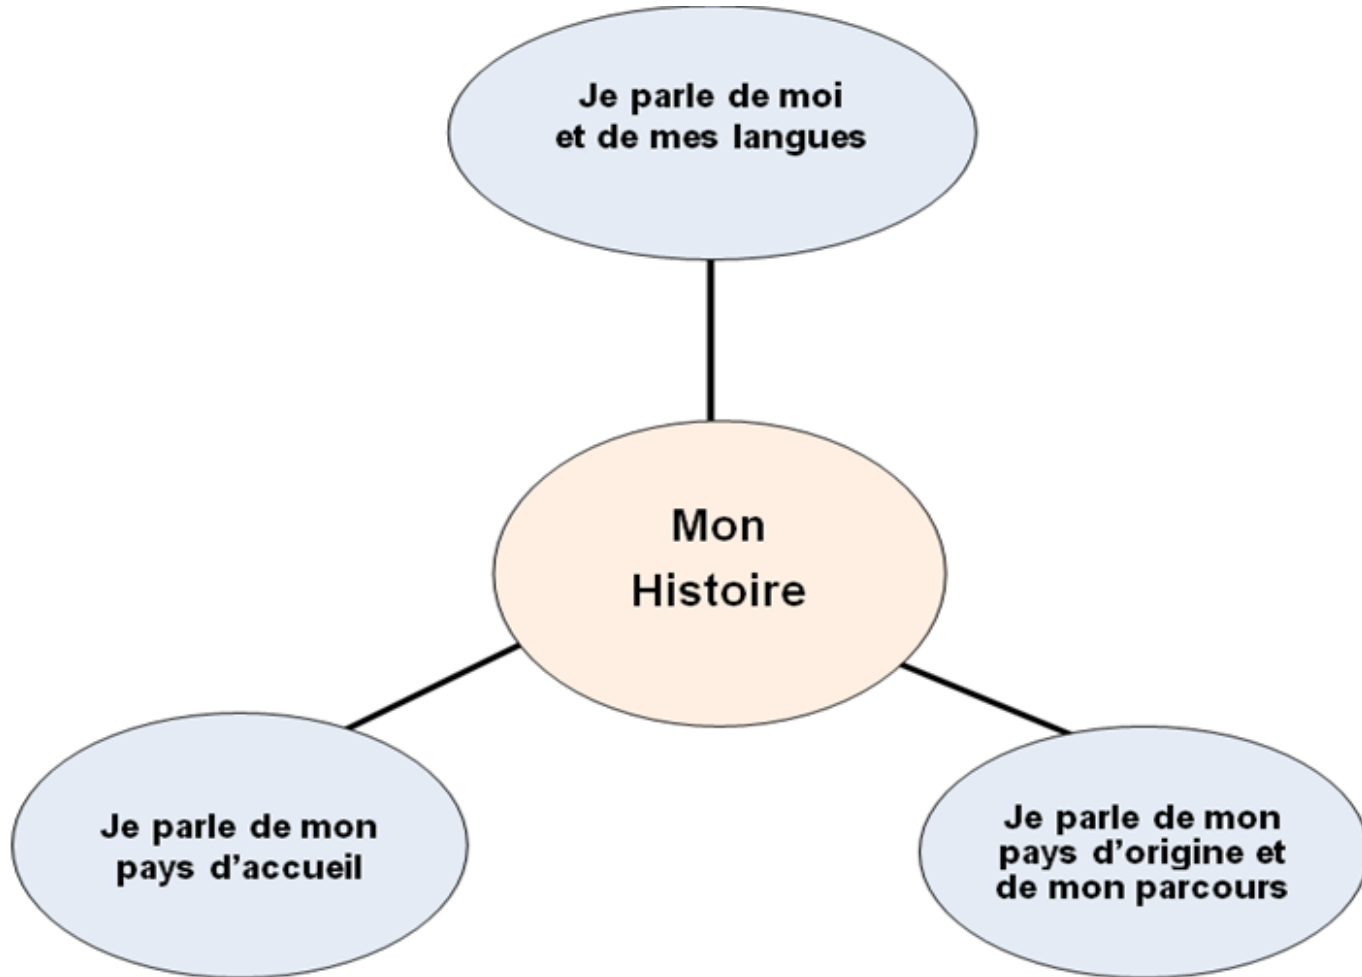 Je parle de moi
et de mes langues
Mon
Histoire
Je parle de mon
pays d’accueil
Je parle de mon
pays d’origine et
de mon parcours